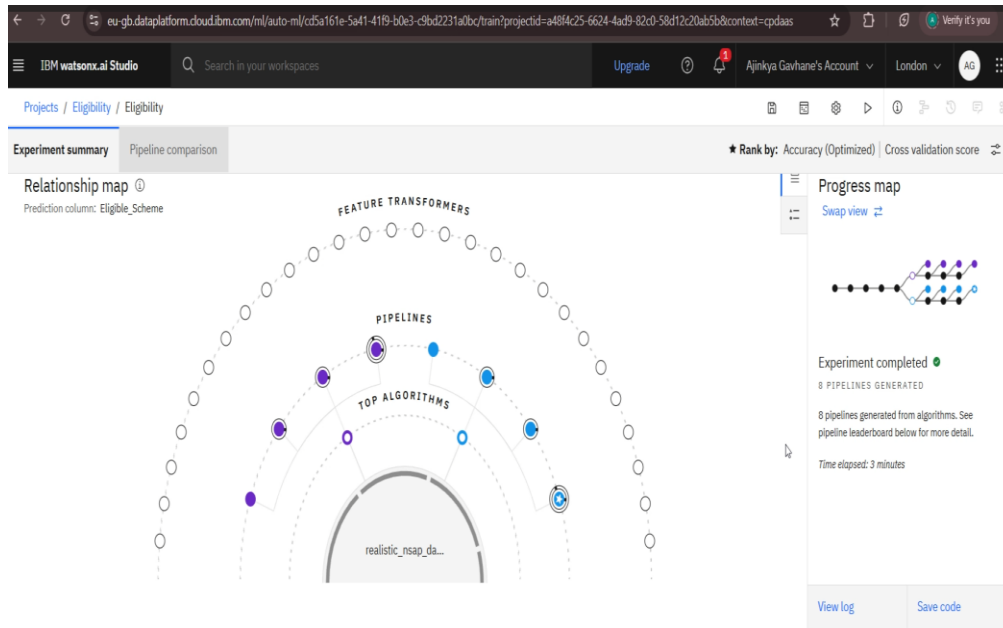 eu-gb.dataplatform.cloud.ibm.com/ml/auto-ml/cd5a161e-5a41-41f9-b0e3-c9bd2231a0bc/train?projectid=a48f4c25-6624-4ad9-82c0-58d12c20ab5b&context=cpdaas
Verify it's you
IBM watsonx.ai Studio
Search in your workspaces
Upgrade
1
Ajinkya Gavhane's Account
London
AG
Projects / Eligibility / Eligibility
Experiment summary
Pipeline comparison
Rank by: Accuracy (Optimized) | Cross validation score
Relationship map
Prediction column: Eligible_Scheme
FEATURE TRANSFORMERS
PIPELINES
TOP ALGORITHMS
realistic_nsap_da...
Progress map
Swap view
Experiment completed
8 PIPELINES GENERATED
8 pipelines generated from algorithms. See
pipeline leaderboard below for more detail.
Time elapsed: 3 minutes
View log
Save code